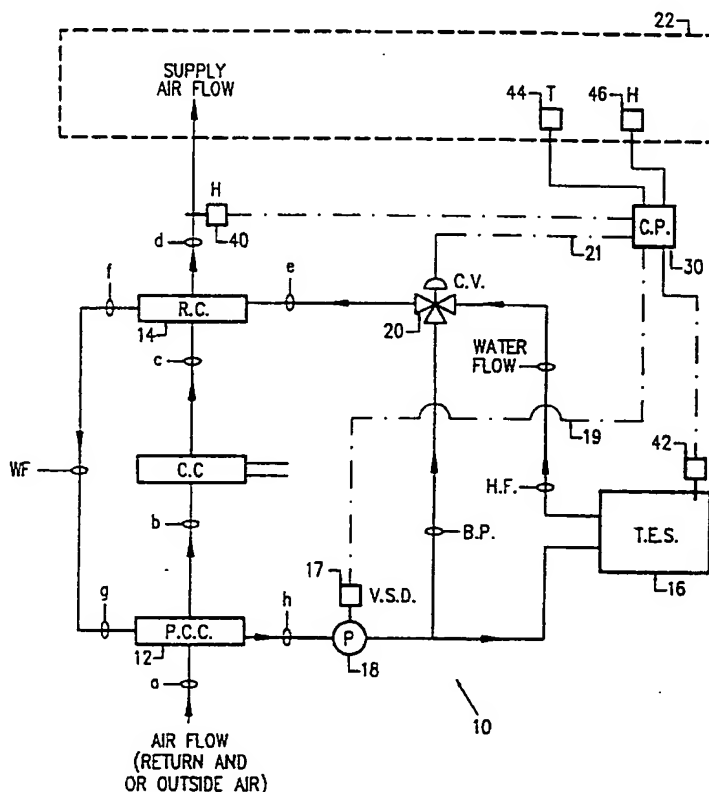 22
SUPPLY
AIR FLOW
44 T
46 H
H
40
d
C.P.
30
21
f
e
C.V.
R.C.
14
20
c
WATER
FLOW
19
42
WF
C.C
H.F.
b
B.P.
T.E.S.
17
V.S.D.
16
g
h
P.C.C.
P
12
18
a
10
AIR FLOW
(RETURN AND
OR OUTSIDE AIR)